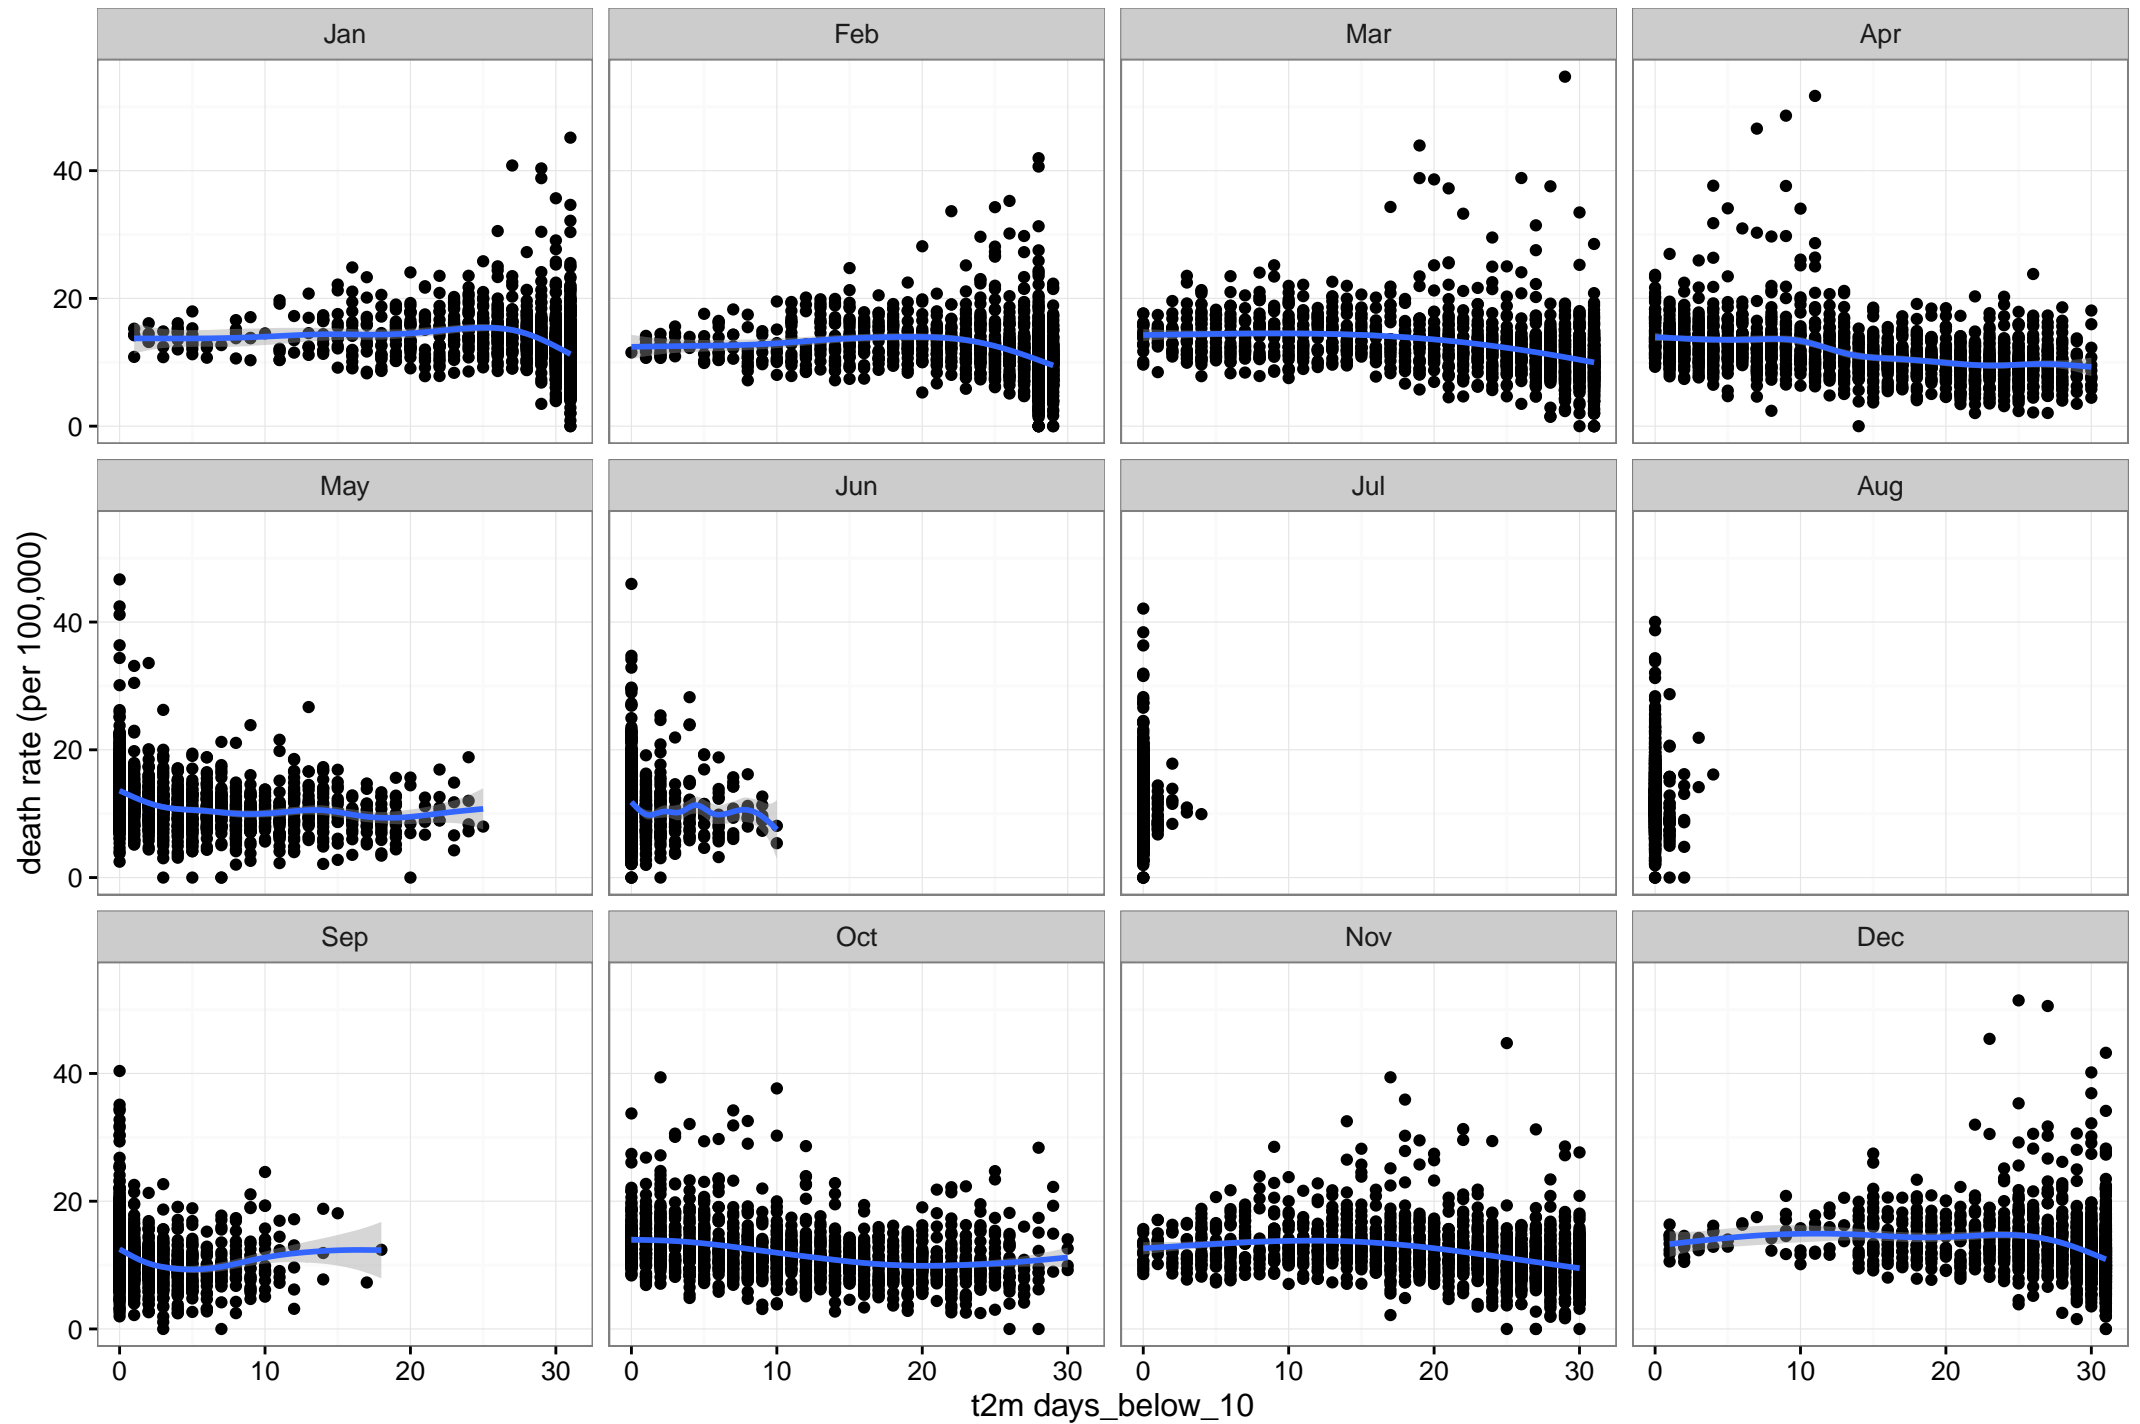 Jan Feb Mar Apr
40
20
0
May Jun Jul Aug
death rate (per 100,000)
40
20
0
Sep Oct Nov Dec
40
20
0
0 10 20 30 0 10 20 30 0 10 20 30 0 10 20 30
t2m days_below_10